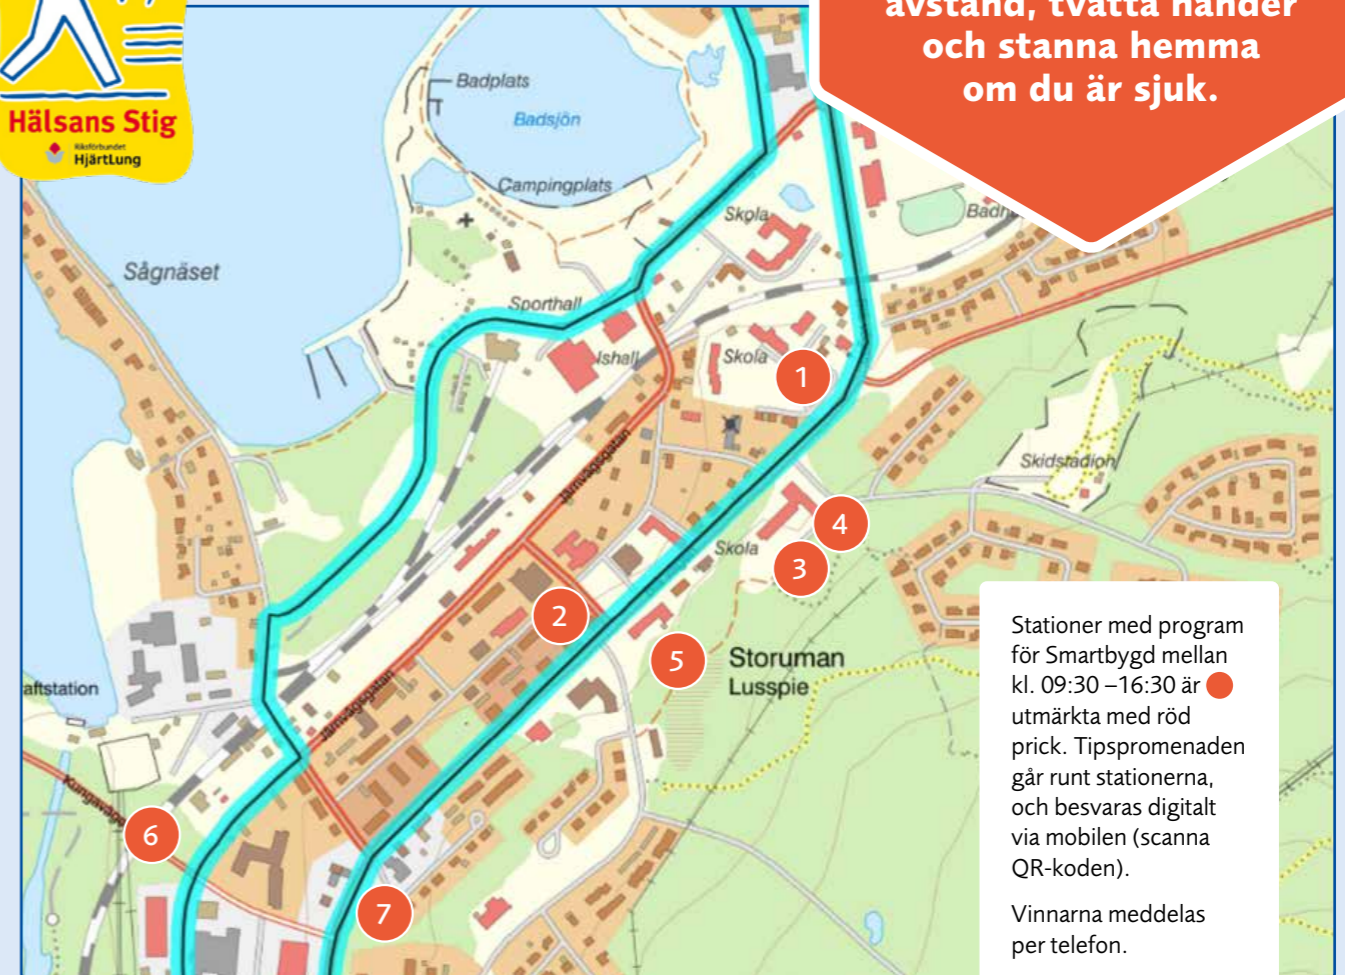 avstånd, tvätta händer
och stanna hemma
om du är sjuk.
Hälsans Stig
Riksförbundet
HjärtLung
Badplats
Badsjön
Campingplats
Skola
Sågnäset
Sporthall
Ishall
Skola
1
Järnvägsgatan
Skidstadion
4
Skola
3
2
5
Storuman
Lusspie
aftstation
Järnvägsgatan
6
7
Stationer med program
för Smartbygd mellan
kl. 09:30 –16:30 är
utmärkta med röd
prick. Tipspromenaden
går runt stationerna,
och besvaras digitalt
via mobilen (scanna
QR-koden).
Vinnarna meddelas
per telefon.